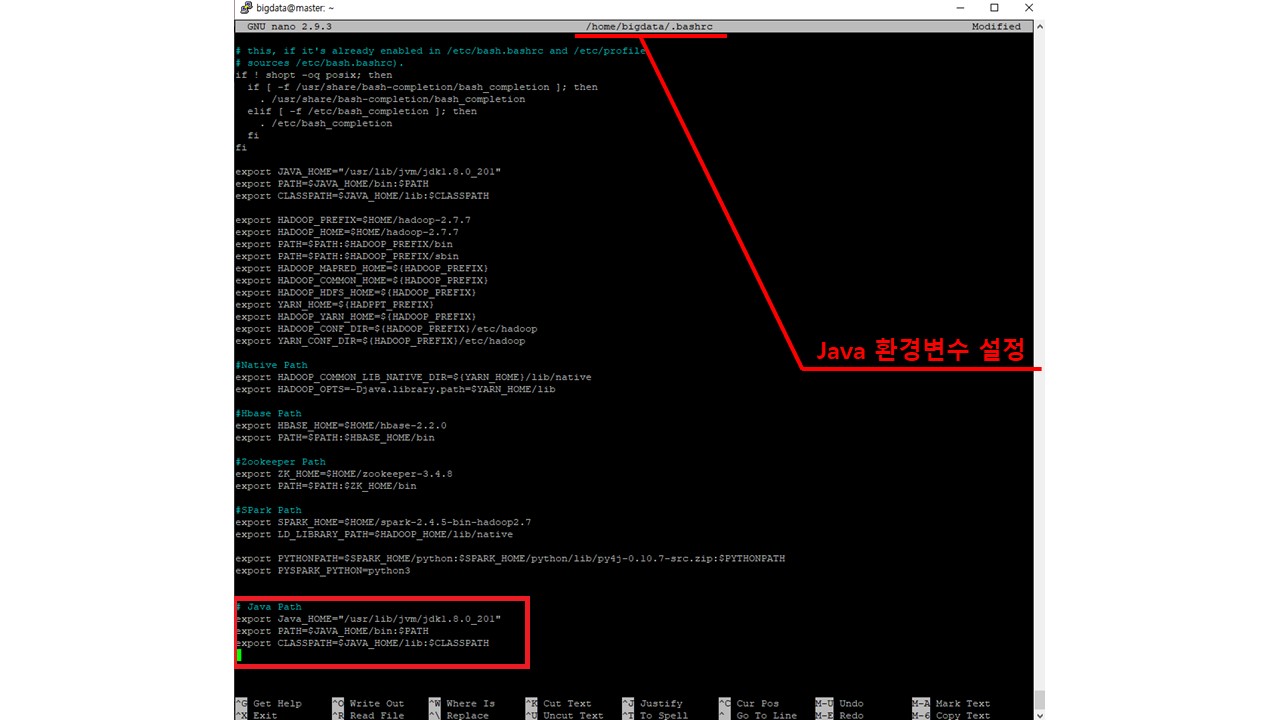 bigdata@master: ~
GNU nano 2.9.3 /home/bigdata/.bashrc Modified
# this, if it's already enabled in /etc/bash.bashrc and /etc/profile
# sources /etc/bash.bashrc).
if ! shopt -oq posix; then
if [ -f /usr/share/bash-completion/bash_completion ]; then
. /usr/share/bash-completion/bash_completion
elif [ -f /etc/bash_completion ]; then
. /etc/bash_completion
fi
fi
export JAVA_HOME="/usr/lib/jvm/jdk1.8.0_201"
export PATH=$JAVA_HOME/bin:$PATH
export CLASSPATH=$JAVA_HOME/lib:$CLASSPATH
export HADOOP_PREFIX=$HOME/hadoop-2.7.7
export HADOOP_HOME=$HOME/hadoop-2.7.7
export PATH=$PATH:$HADOOP_PREFIX/bin
export PATH=$PATH:$HADOOP_PREFIX/sbin
export HADOOP_MAPRED_HOME=${HADOOP_PREFIX}
export HADOOP_COMMON_HOME=${HADOOP_PREFIX}
export HADOOP_HDFS_HOME=${HADOOP_PREFIX}
export YARN_HOME=${HADPPT_PREFIX}
export HADOOP_YARN_HOME=${HADOOP_PREFIX}
export HADOOP_CONF_DIR=${HADOOP_PREFIX}/etc/hadoop
export YARN_CONF_DIR=${HADOOP_PREFIX}/etc/hadoop
Java 환경변수 설정
#Native Path
export HADOOP_COMMON_LIB_NATIVE_DIR=${YARN_HOME}/lib/native
export HADOOP_OPTS=-Djava.library.path=$YARN_HOME/lib
#Hbase Path
export HBASE_HOME=$HOME/hbase-2.2.0
export PATH=$PATH:$HBASE_HOME/bin
#Zookeeper Path
export ZK_HOME=$HOME/zookeeper-3.4.8
export PATH=$PATH:$ZK_HOME/bin
#SPark Path
export SPARK_HOME=$HOME/spark-2.4.5-bin-hadoop2.7
export LD_LIBRARY_PATH=$HADOOP_HOME/lib/native
export PYTHONPATH=$SPARK_HOME/python:$SPARK_HOME/python/lib/py4j-0.10.7-src.zip:$PYTHONPATH
export PYSPARK_PYTHON=python3
# Java Path
export Java_HOME="/usr/lib/jvm/jdk1.8.0_201"
export PATH=$JAVA_HOME/bin:$PATH
export CLASSPATH=$JAVA_HOME/lib:$CLASSPATH
^G Get Help ^O Write Out ^W Where Is ^K Cut Text ^J Justify ^C Cur Pos M-U Undo M-A Mark Text
^X Exit ^R Read File ^\ Replace ^U Uncut Text ^T To Spell ^_ Go To Line M-E Redo M-6 Copy Text